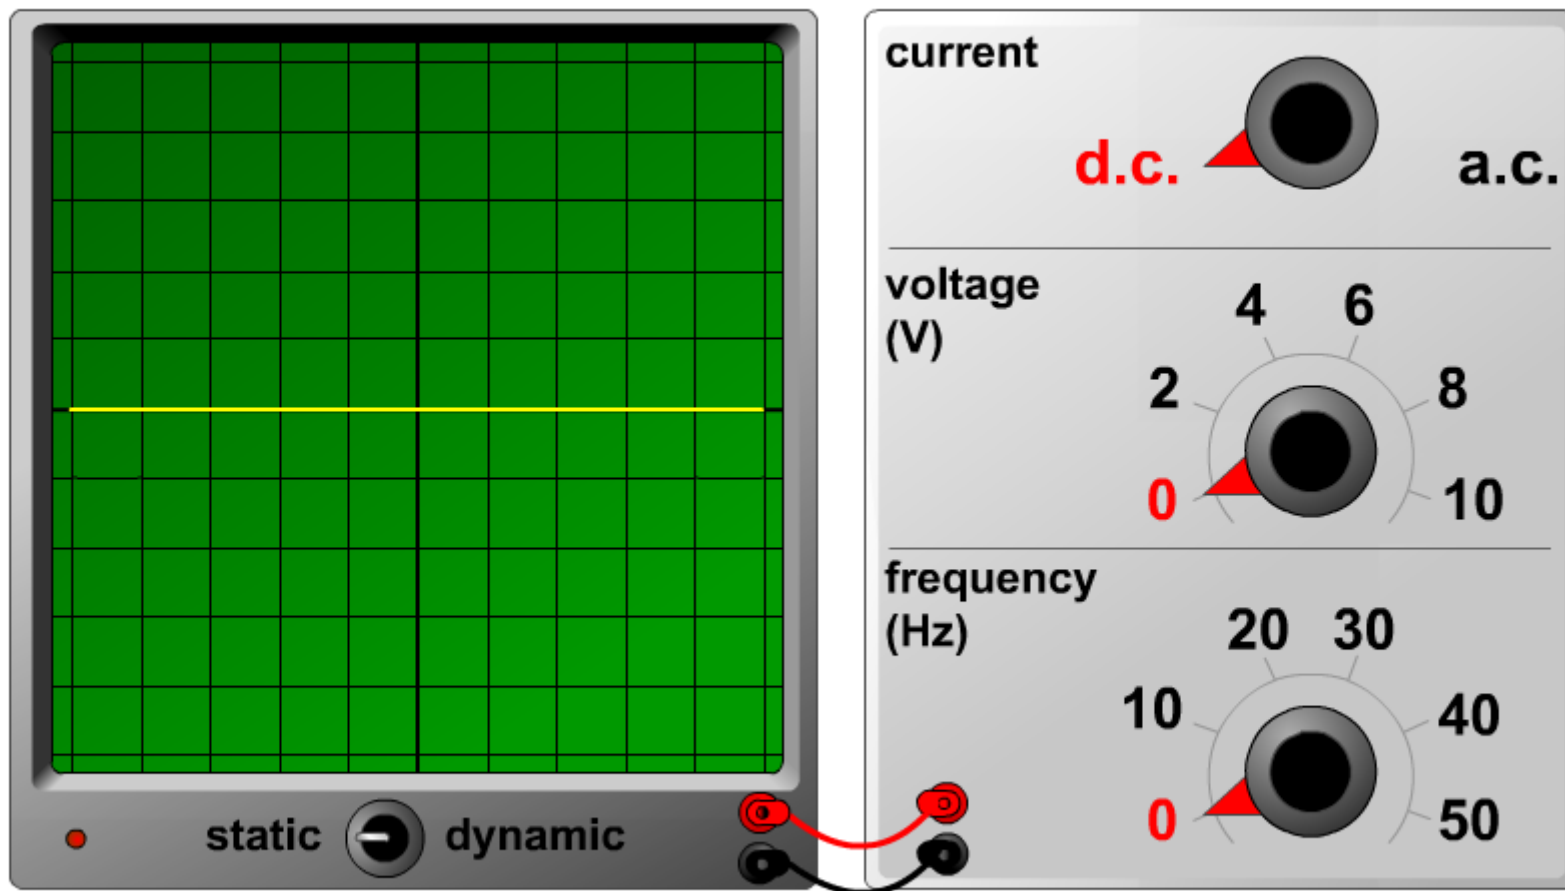 current
d.c. a.c.
voltage
(V)
4 6
2 8
0 10
frequency
(Hz)
20 30
10 40
0 50
static dynamic